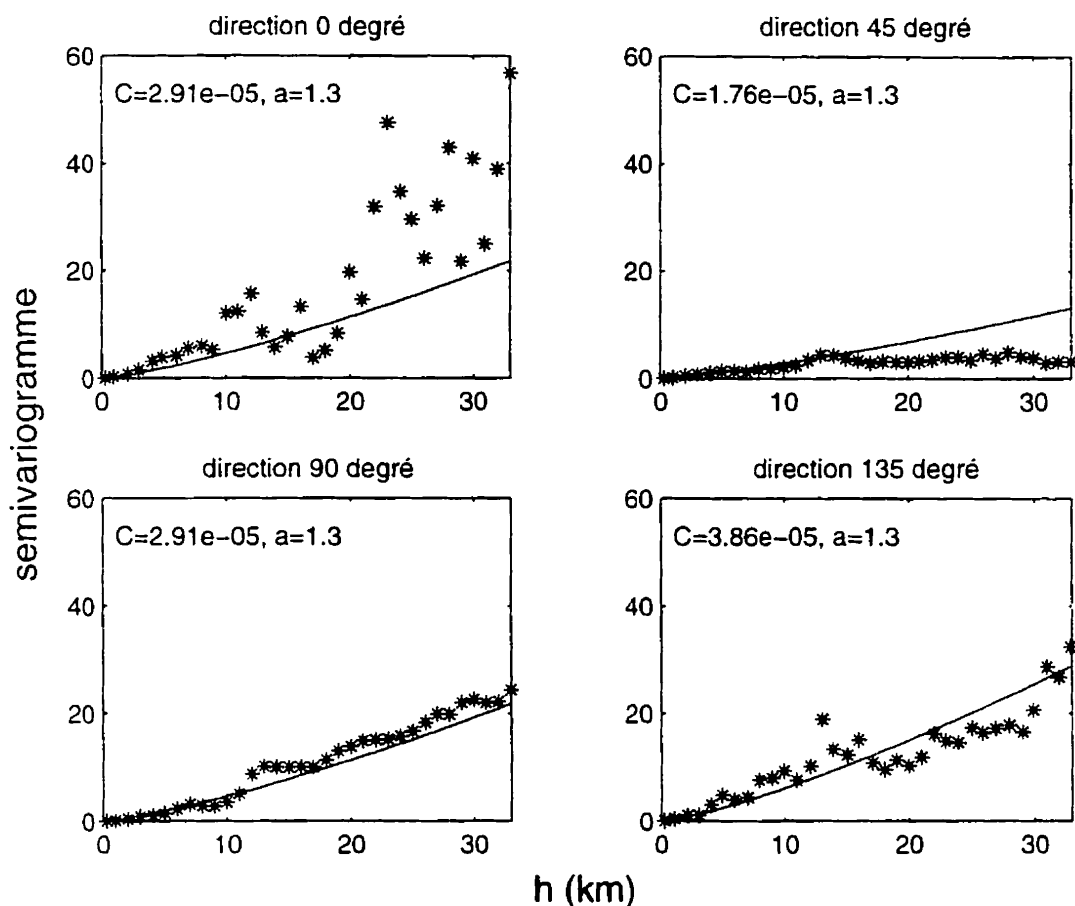 direction 0 degré
60
40
20
0
C=2.91e-05, a=1.3
0 10 20 30
direction 45 degré
60
40
20
0
C=1.76e-05, a=1.3
0 10 20 30
direction 90 degré
60
40
20
0
C=2.91e-05, a=1.3
0 10 20 30
direction 135 degré
60
40
20
0
C=3.86e-05, a=1.3
0 10 20 30
semivariogramme
h (km)